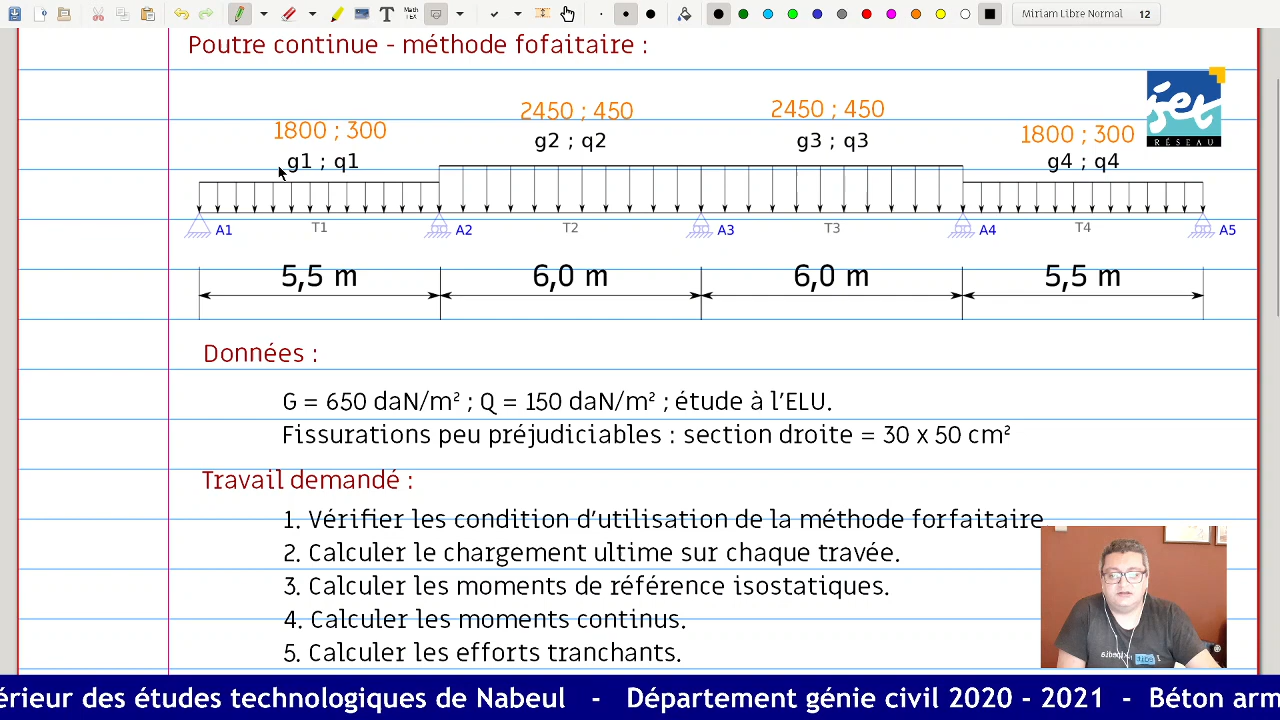 Math
TEX
Miriam Libre Normal 12
Poutre continue - méthode fofaitaire :
1800 ; 300 2450 ; 450 2450 ; 450 1800 ; 300
g1 ; q1 g2 ; q2 g3 ; q3 g4 ; q4
iset
RÉSEAU
A1 T1 A2 T2 A3 T3 A4 T4 A5
5,5 m 6,0 m 6,0 m 5,5 m
Données :
G = 650 daN/m² ; Q = 150 daN/m² ; étude à l'ELU.
Fissurations peu préjudiciables : section droite = 30 x 50 cm²
Travail demandé :
1. Vérifier les condition d'utilisation de la méthode forfaitaire
2. Calculer le chargement ultime sur chaque travée.
3. Calculer les moments de référence isostatiques.
4. Calculer les moments continus.
5. Calculer les efforts tranchants.
érieur des études technologiques de Nabeul - Département génie civil 2020 - 2021 - Béton arm